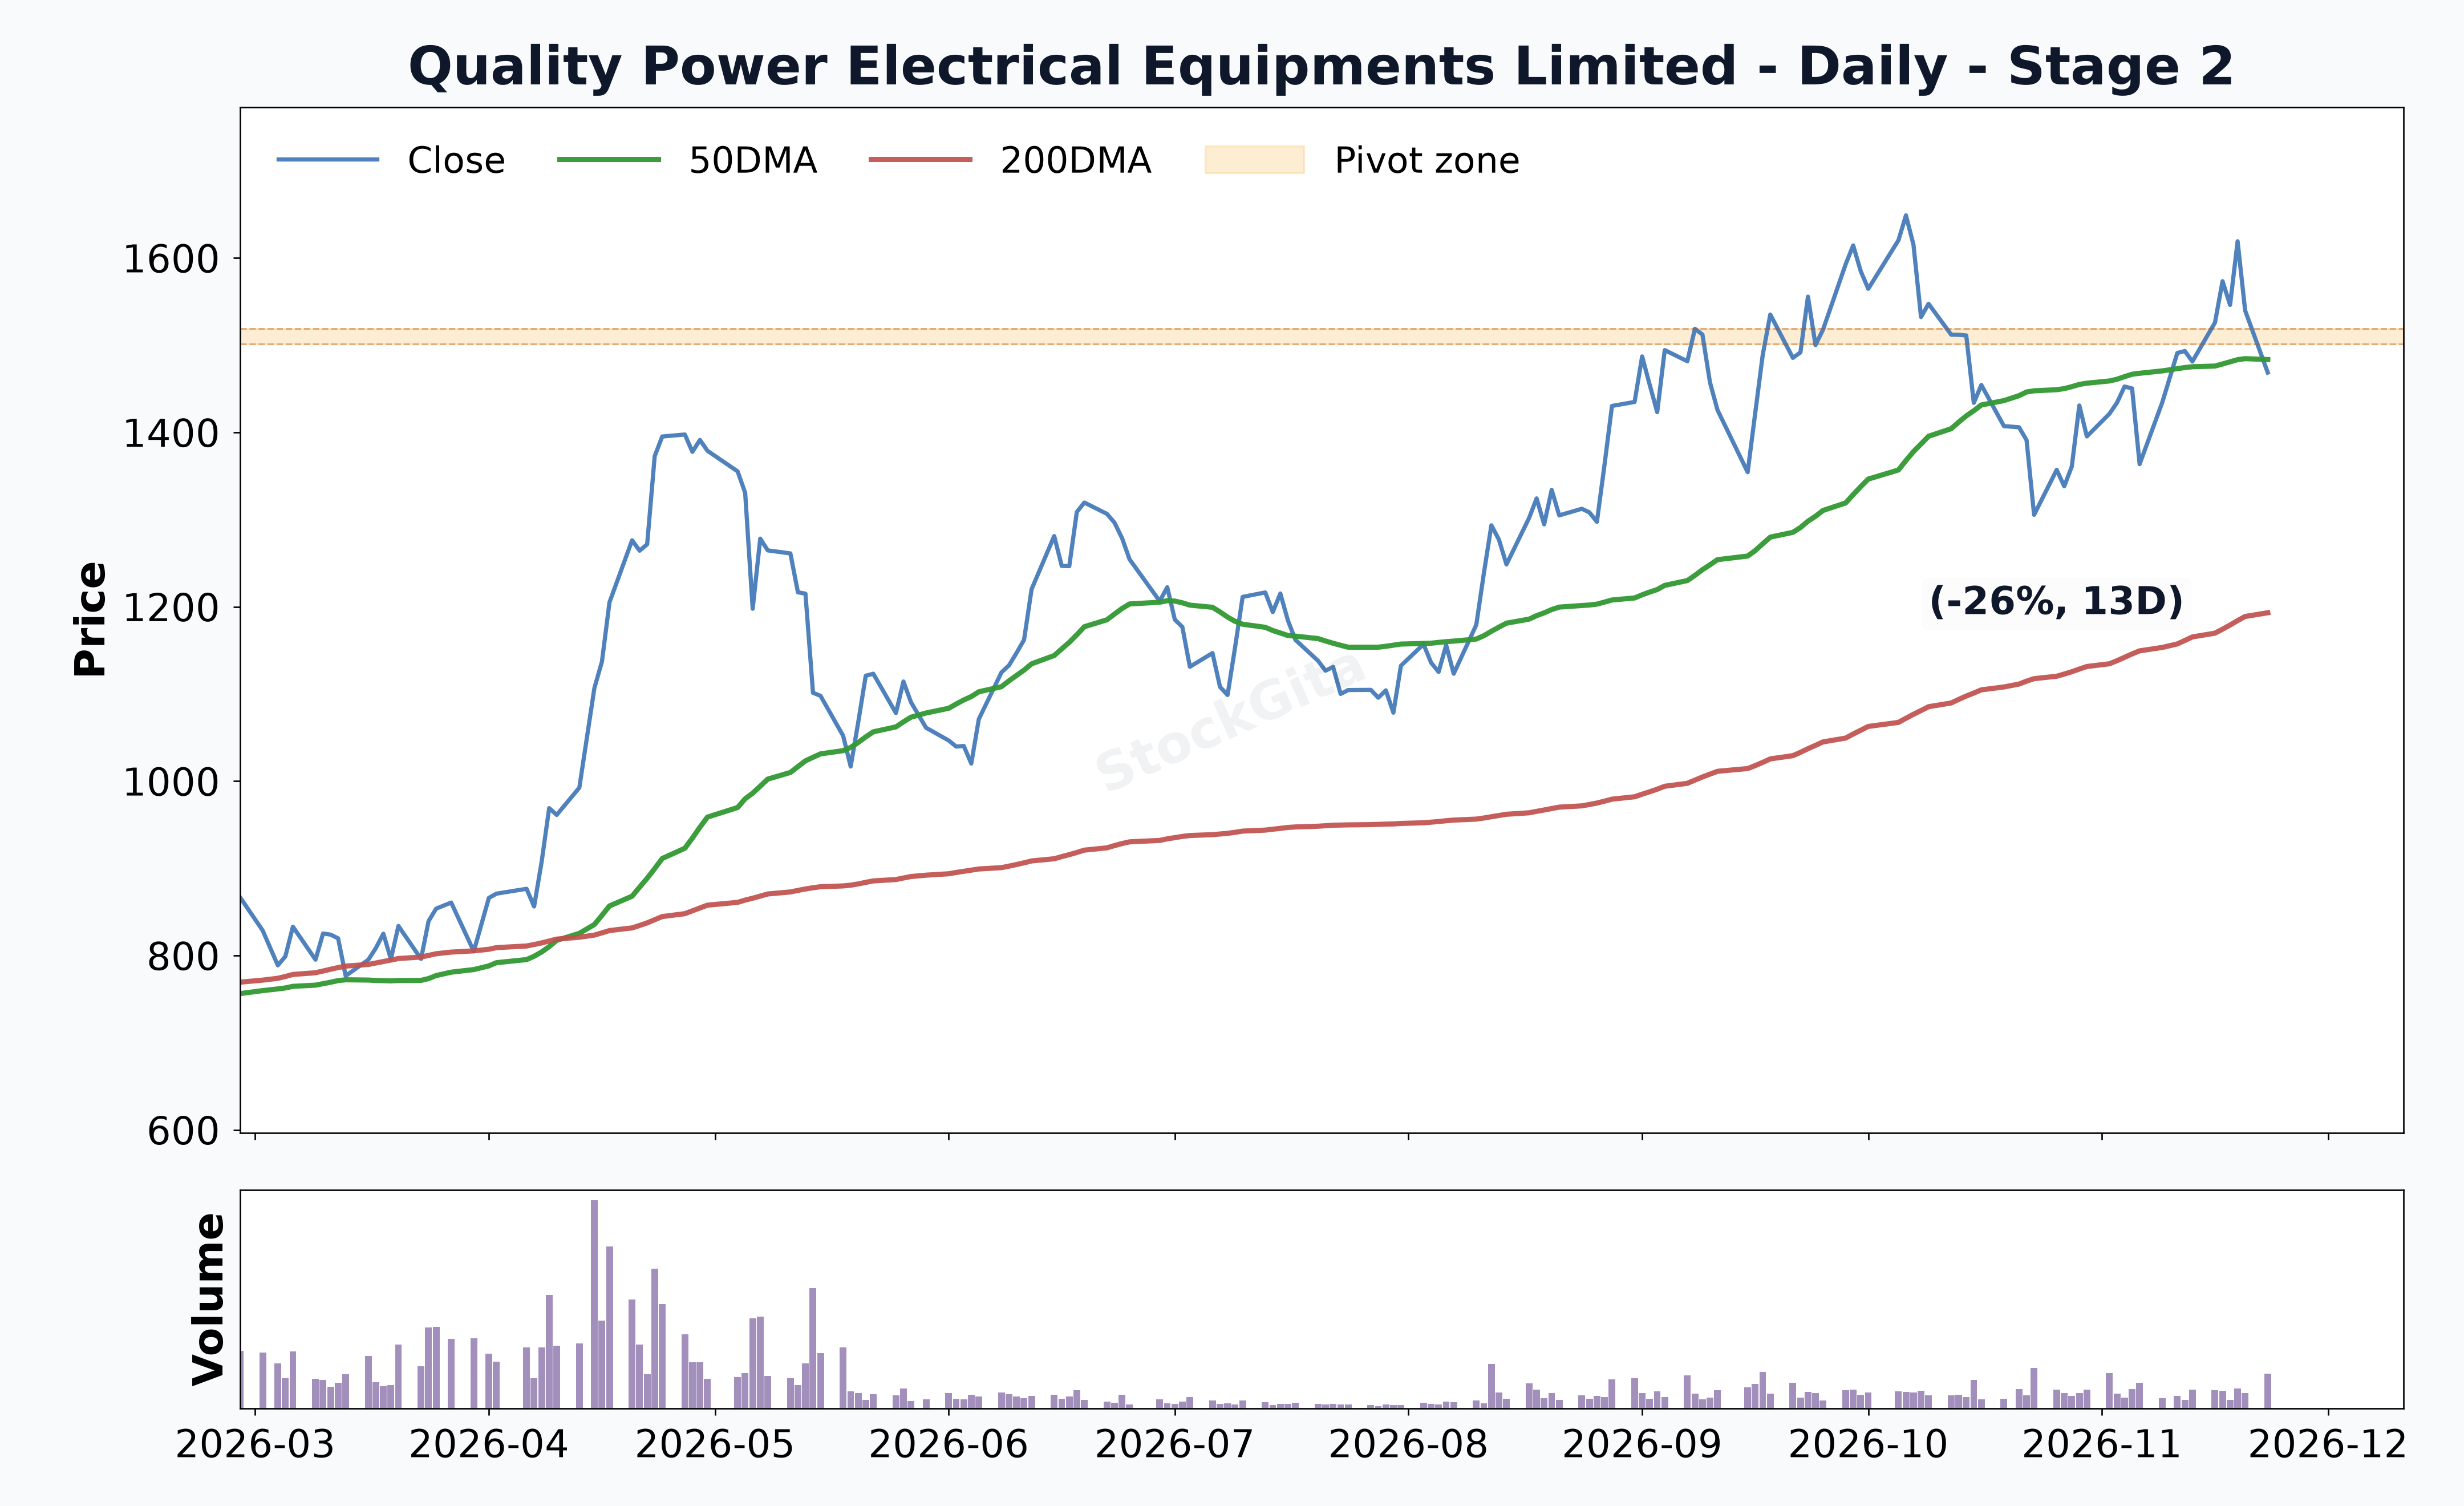 Quality Power Electrical Equipments Limited - Daily - Stage 2
Close 50DMA 200DMA Pivot zone
Price
1600
1400
1200
1000
800
600
(-26%, 13D)
StockGita
Volume
2026-03 2026-04 2026-05 2026-06 2026-07 2026-08 2026-09 2026-10 2026-11 2026-12